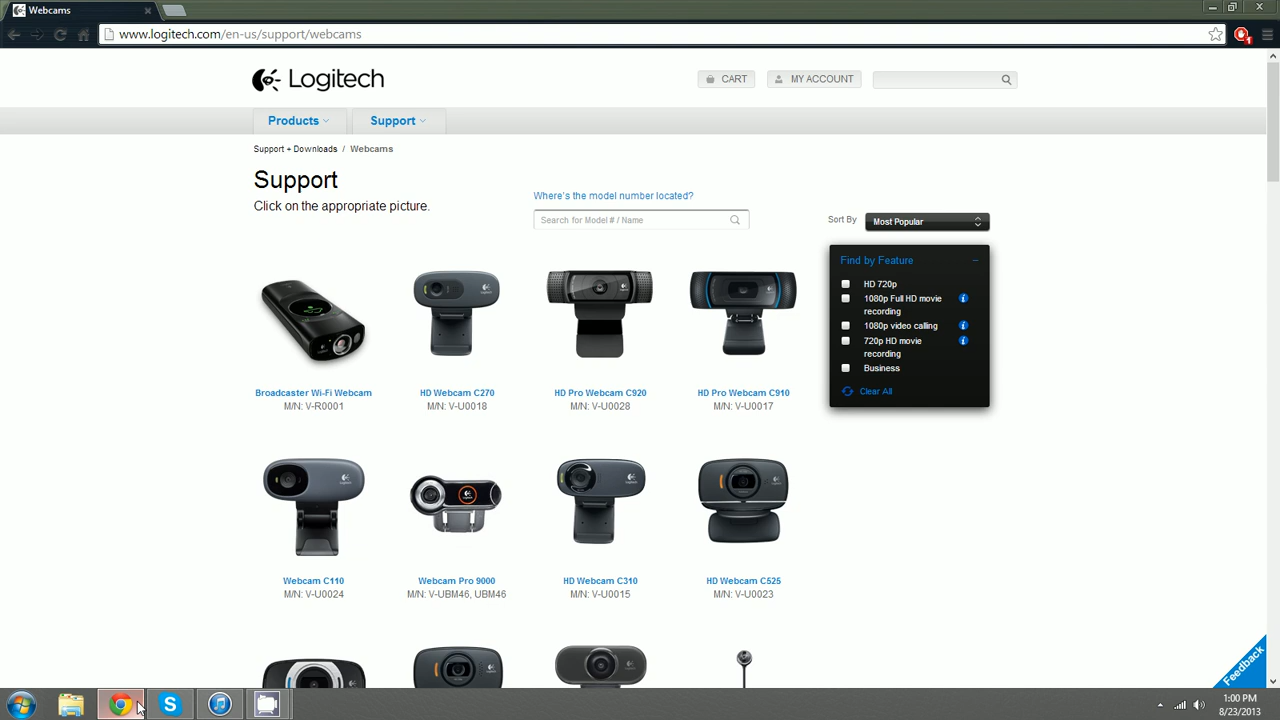 Webcams
www.logitech.com/en-us/support/webcams
1
Logitech
CART
MY ACCOUNT
Products
Support
Support + Downloads / Webcams
Support
Click on the appropriate picture.
Where's the model number located?
Search for Model # / Name
Sort By
Most Popular
Find by Feature
HD 720p
1080p Full HD movie
recording
1080p video calling
720p HD movie
recording
Business
Clear All
Broadcaster Wi-Fi Webcam
M/N: V-R0001
HD Webcam C270
M/N: V-U0018
HD Pro Webcam C920
M/N: V-U0028
HD Pro Webcam C910
M/N: V-U0017
Webcam C110
M/N: V-U0024
Webcam Pro 9000
M/N: V-UBM46, UBM46
HD Webcam C310
M/N: V-U0015
HD Webcam C525
M/N: V-U0023
Feedback
1:00 PM
8/23/2013